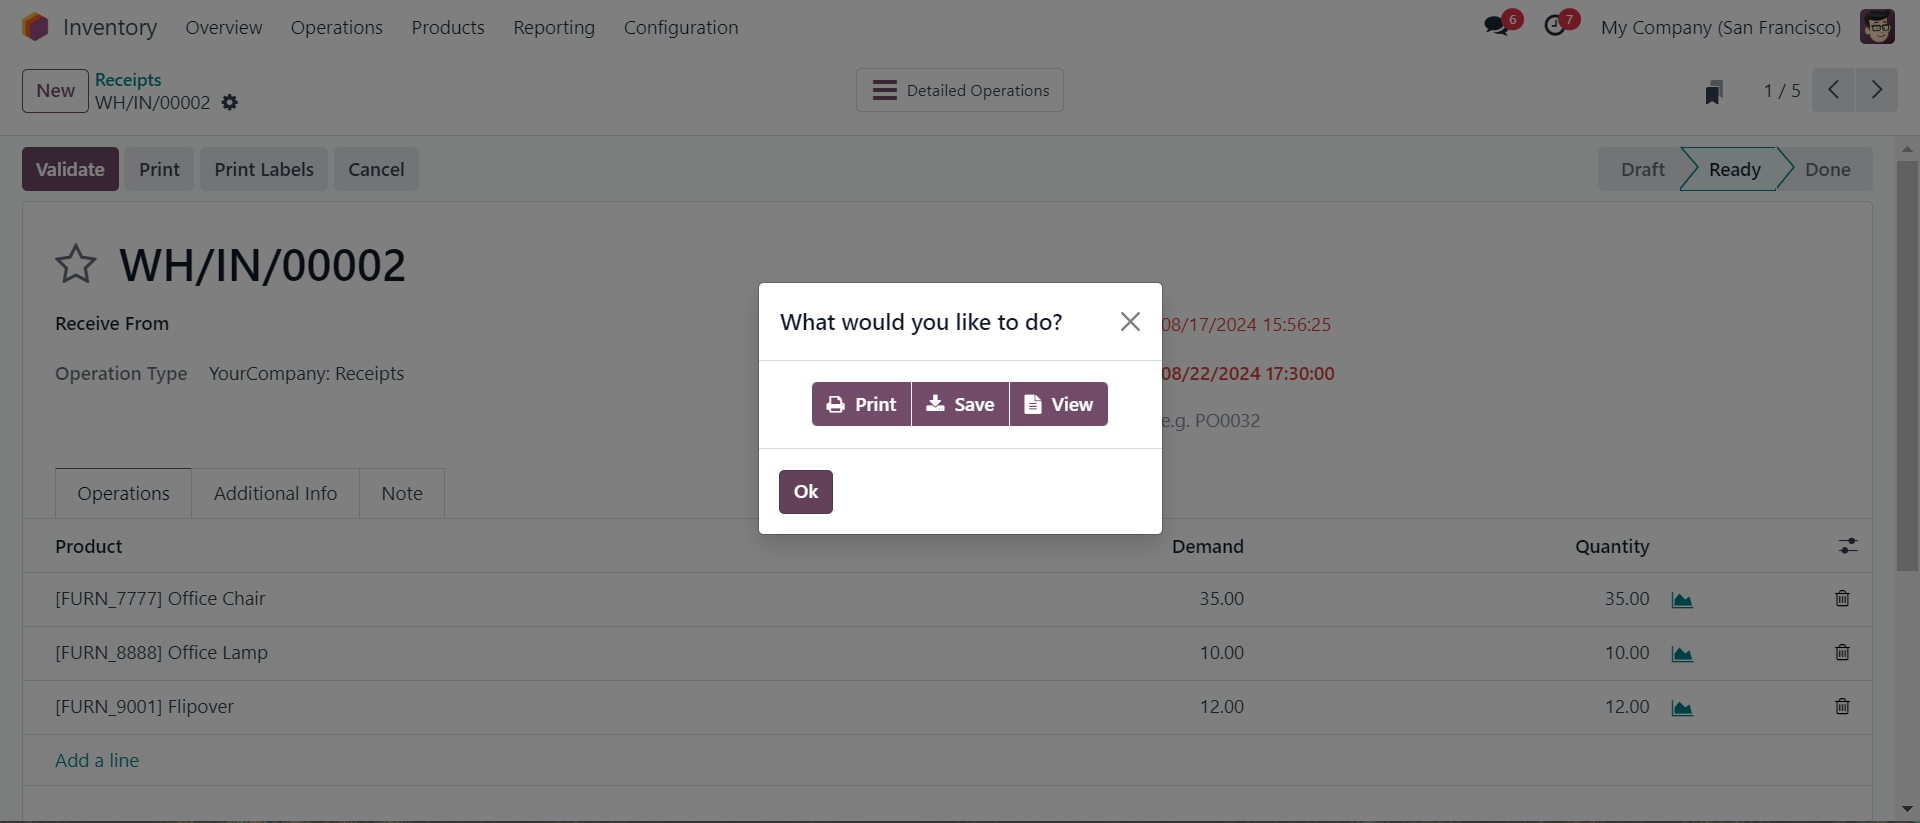 Inventory Overview Operations Products Reporting Configuration 6 7 My Company (San Francisco)
New Receipts
WH/IN/00002
Detailed Operations
1 / 5
Validate Print Print Labels Cancel Draft Ready Done
WH/IN/00002
What would you like to do?
Receive From 08/17/2024 15:56:25
Operation Type YourCompany: Receipts 08/22/2024 17:30:00
Print Save View
e.g. PO0032
Ok
Operations Additional Info Note
Product Demand Quantity
[FURN_7777] Office Chair 35.00 35.00
[FURN_8888] Office Lamp 10.00 10.00
[FURN_9001] Flipover 12.00 12.00
Add a line